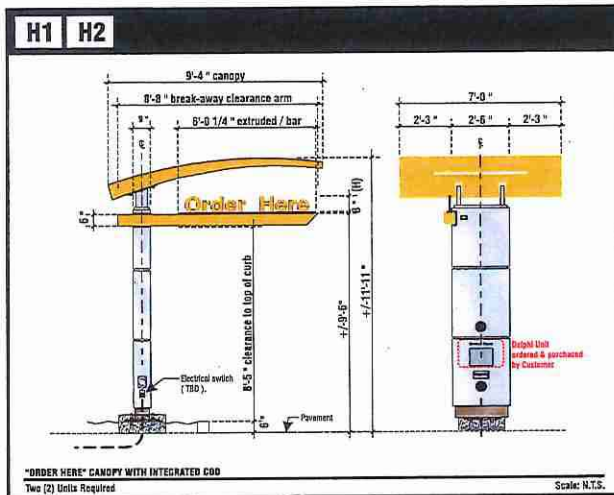 H1 H2
9'-4" canopy
8'-8" break-away clearance arm
6'-0 1/4" extruded / bar
9"
Order Here
6"
6" (H)
8'-5" clearance to top of curb
+/-9'-6"
+/-11'-11"
Electrical switch
( TBD ).
6"
Pavement
7'-0"
2'-3" 2'-6" 2'-3"
Delphi Unit
ordered & purchased
by Customer
"ORDER HERE" CANOPY WITH INTEGRATED COD
Two (2) Units Required
Scale: N.T.S.